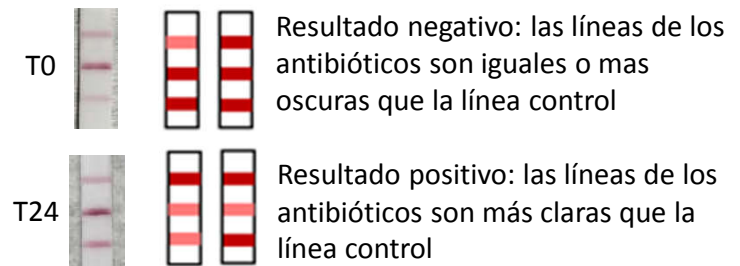 T0
Resultado negativo: las líneas de los
antibióticos son iguales o mas
oscuras que la línea control
T24
Resultado positivo: las líneas de los
antibióticos son más claras que la
línea control